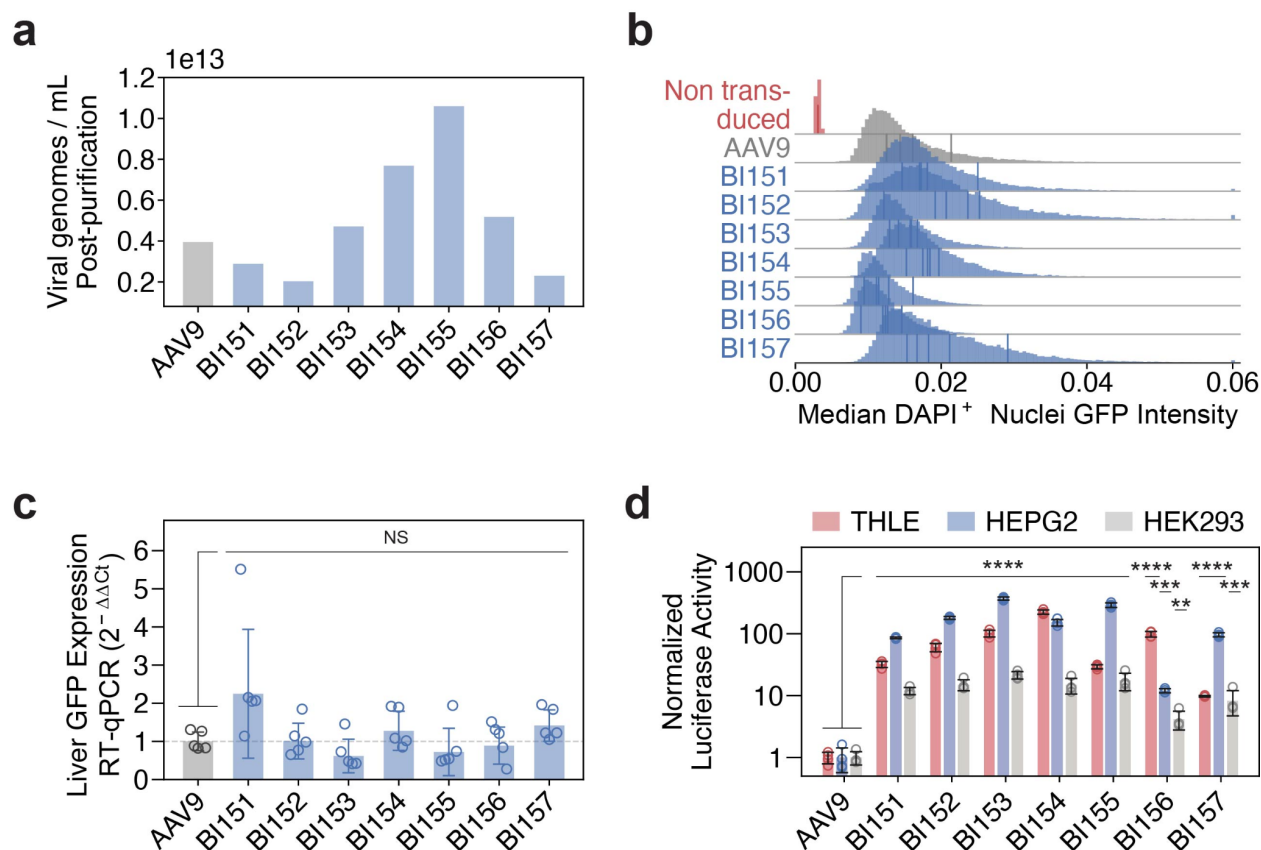 a
1e13
Viral genomes / mL
Post-purification
1.2
1.0
0.8
0.6
0.4
0.2
AAV9
BI151
BI152
BI153
BI154
BI155
BI156
BI157
b
Non trans-
duced
AAV9
BI151
BI152
BI153
BI154
BI155
BI156
BI157
0.00
0.02
0.04
0.06
Median DAPI⁺ Nuclei GFP Intensity
c
Liver GFP Expression
RT-qPCR (2⁻ΔΔCt)
6
5
4
3
2
1
0
NS
AAV9
BI151
BI152
BI153
BI154
BI155
BI156
BI157
d
THLE
HEPG2
HEK293
Normalized
Luciferase Activity
1000
100
10
1
****
****
***
**
****
***
AAV9
BI151
BI152
BI153
BI154
BI155
BI156
BI157